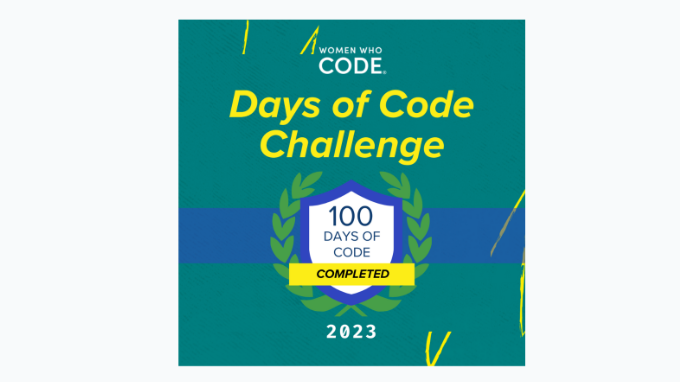 WOMEN WHO
CODE®
Days of Code
Challenge
100
DAYS OF
CODE
COMPLETED
2023